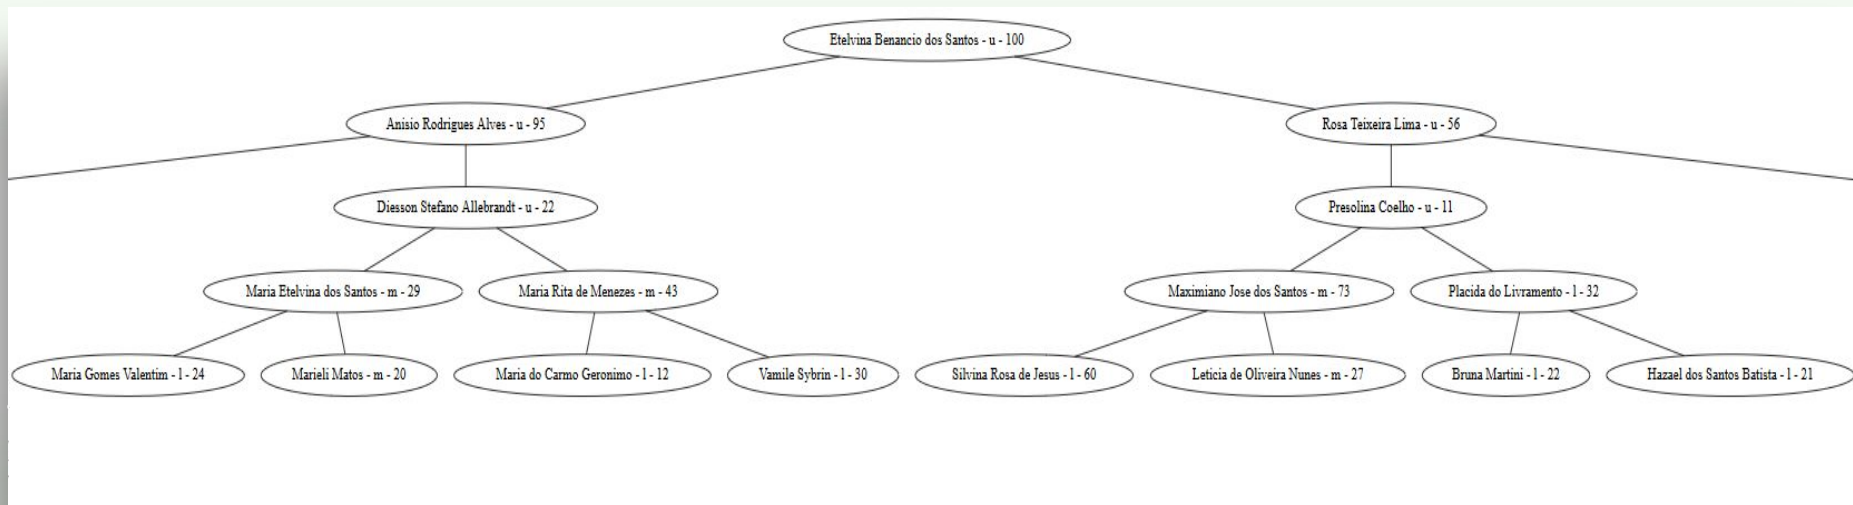 Etelvina Benancio dos Santos - u - 100
Anisio Rodrigues Alves - u - 95
Rosa Teixeira Lima - u - 56
Diesson Stefano Allebrandt - u - 22
Presolina Coelho - u - 11
Maria Etelvina dos Santos - m - 29
Maria Rita de Menezes - m - 43
Maximiano Jose dos Santos - m - 73
Placida do Livramento - l - 32
Maria Gomes Valentim - l - 24
Marieli Matos - m - 20
Maria do Carmo Geronimo - l - 12
Vamile Sybrin - l - 30
Silvina Rosa de Jesus - l - 60
Leticia de Oliveira Nunes - m - 27
Bruna Martini - l - 22
Hazael dos Santos Batista - l - 21